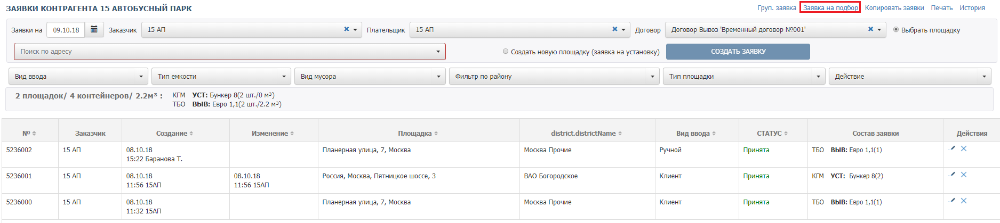 ЗАЯВКИ КОНТРАГЕНТА 15 АВТОБУСНЫЙ ПАРК
Груп. заявка Заявка на подбор Копировать заявки Печать История
Заявки на 09.10.18 Заказчик 15 АП Плательщик 15 АП Договор Договор Вывоз 'Временный договор №001' Выбрать площадку
Поиск по адресу Создать новую площадку (заявка на установку) СОЗДАТЬ ЗАЯВКУ
Вид ввода Тип емкости Вид мусора Фильтр по району Тип площадки Действие
2 площадок/ 4 контейнеров/ 2.2м³ : КГМ УСТ: Бункер 8(2 шт./0 м³)
ТБО ВЫВ: Евро 1,1(2 шт./2.2 м³)
№ Заказчик Создание Изменение Площадка district.districtName Вид ввода СТАТУС Состав заявки Действия
5236002 15 АП 08.10.18 Планерная улица, 7, Москва Москва Прочие Ручной Принята ТБО ВЫВ: Евро 1,1(1)
15:22 Баранова Т.
5236001 15 АП 08.10.18 08.10.18 Россия, Москва, Пятницкое шоссе, 3 ВАО Богородское Клиент Принята КГМ УСТ: Бункер 8(2)
11:56 15АП 11:56 15АП
5236000 15 АП 08.10.18 Планерная улица, 7, Москва Москва Прочие Клиент Принята ТБО ВЫВ: Евро 1,1(1)
11:32 15АП